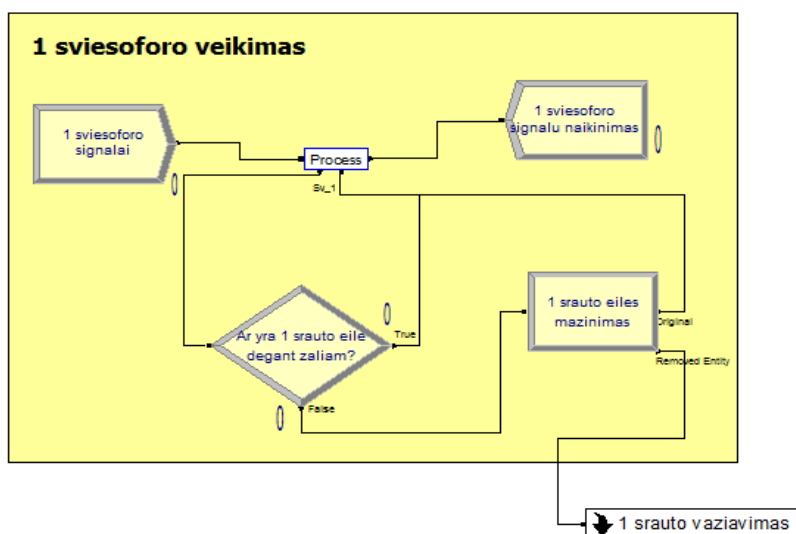 1 sviesoforo veikimas
1 sviesoforo
signalai
1 sviesoforo
signalu naikinimas
Process
Sv_1
Ar yra 1 srauto eile
degant zaliam?
True
False
1 srauto eiles
mazinimas
Original
Removed Entity
1 srauto vaziavimas